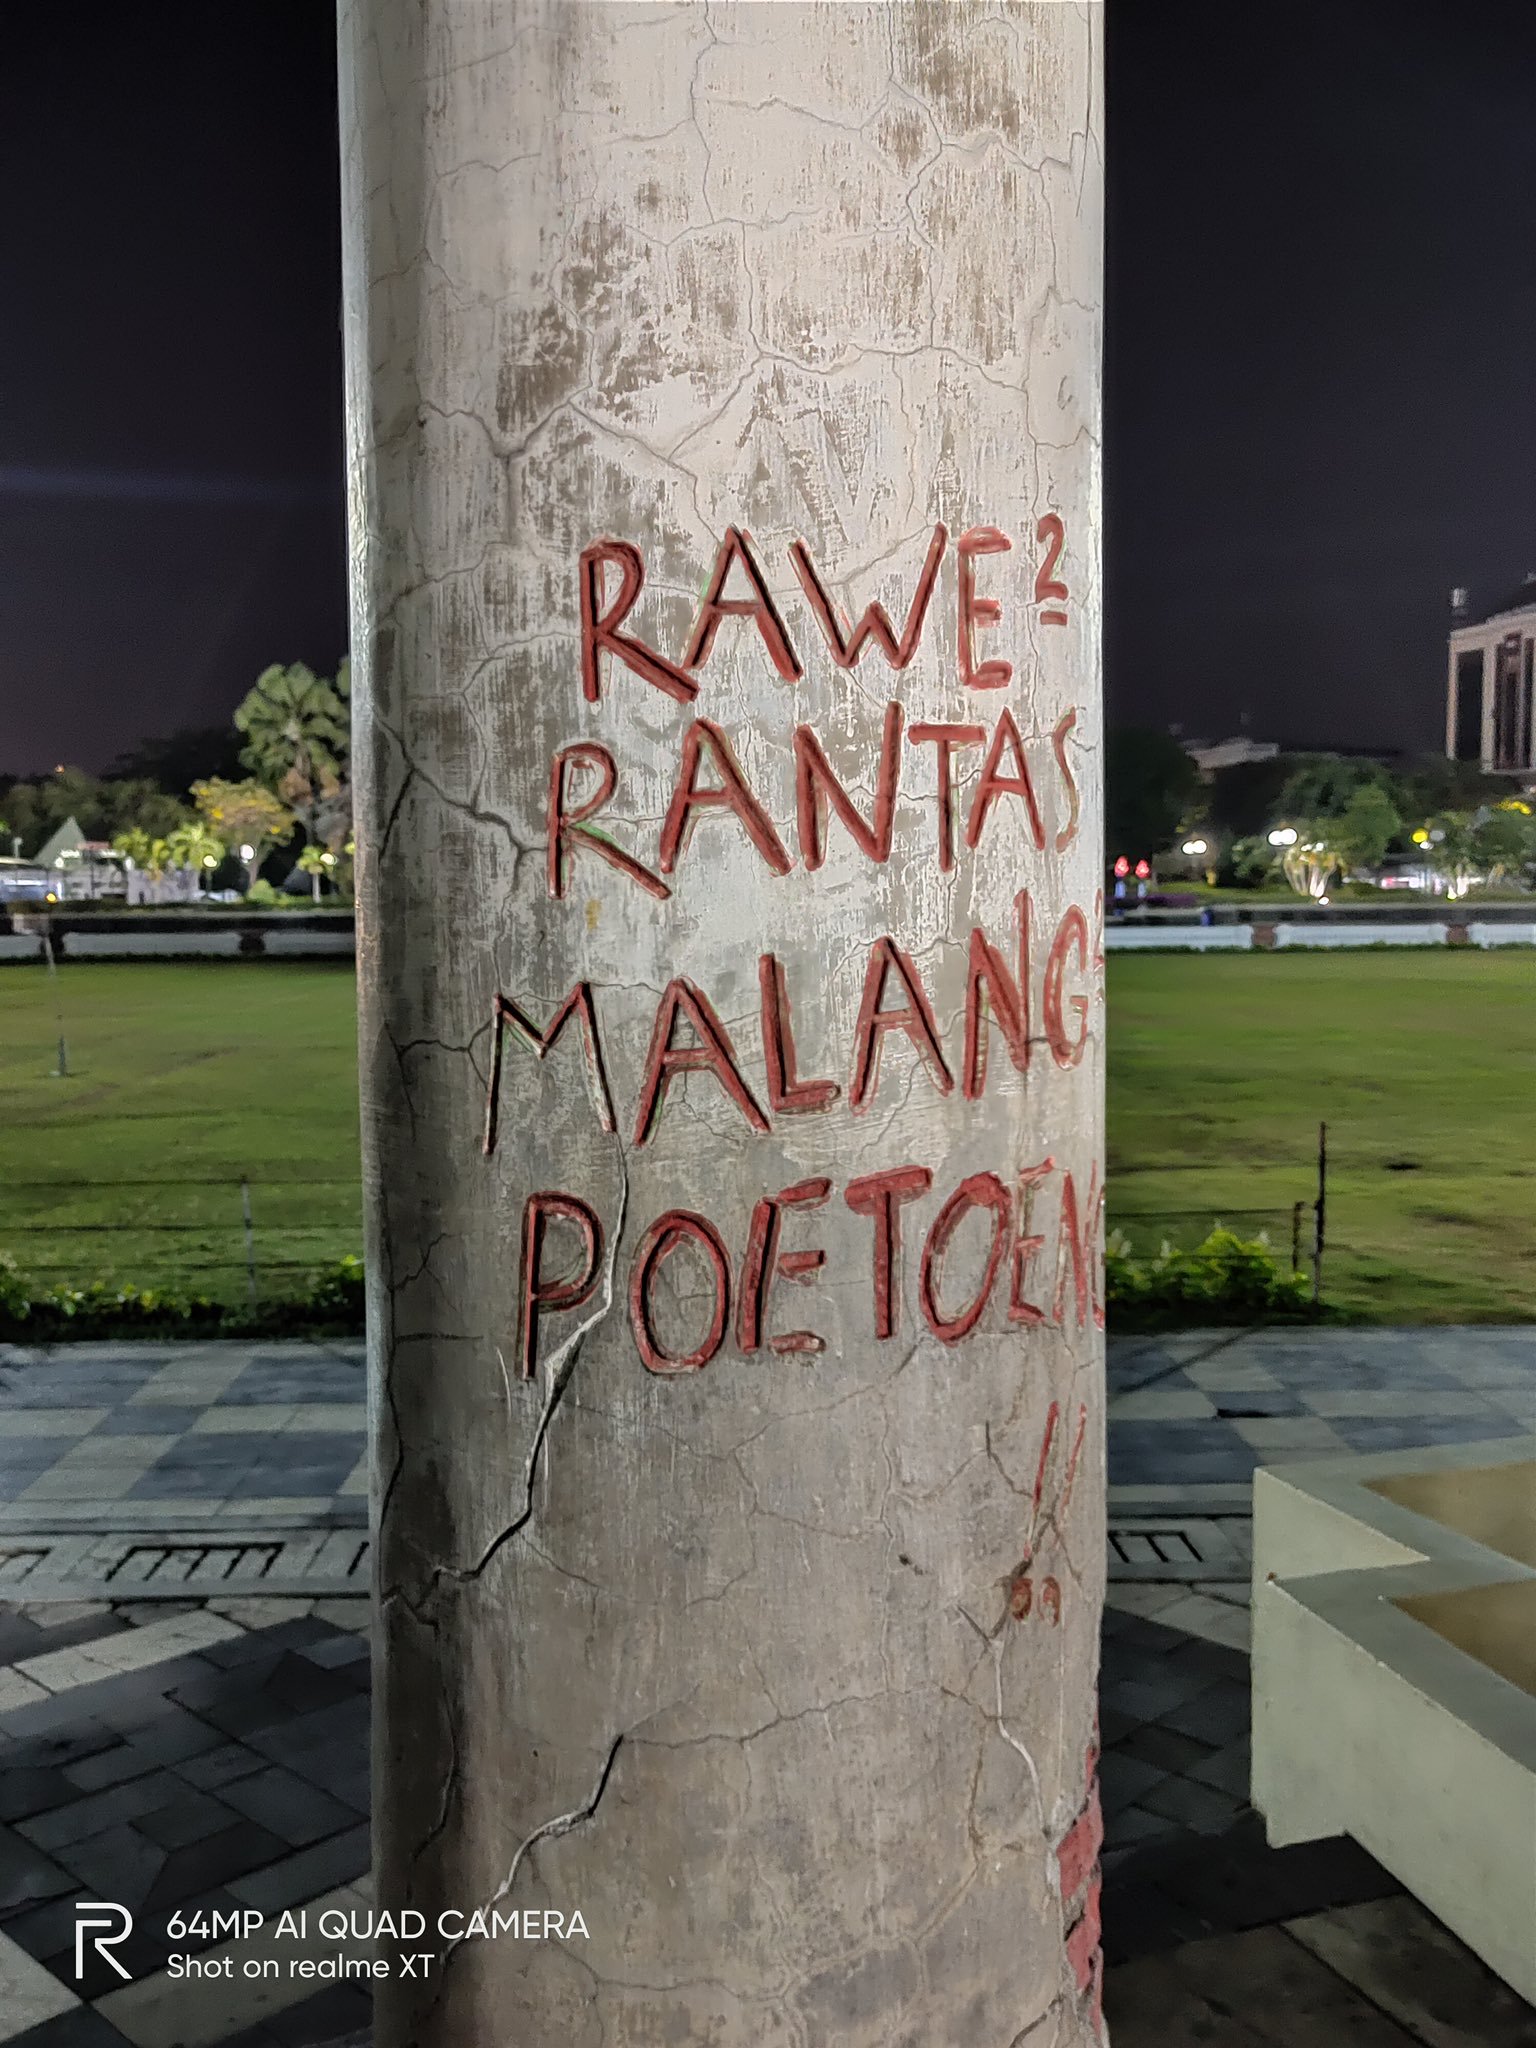 RAWE²
RANTAS
MALANG²
POETOENG
!!
64MP AI QUAD CAMERA
Shot on realme XT